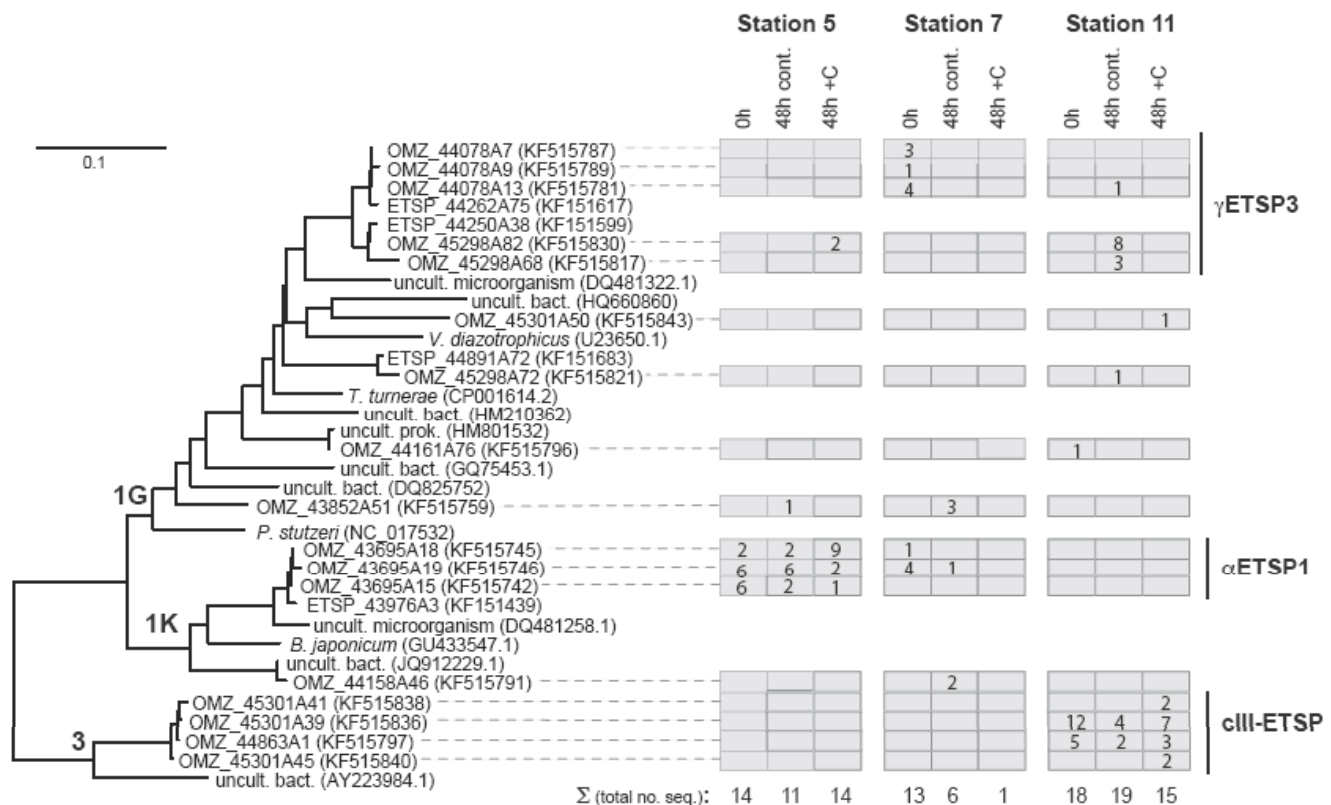 Station 5 Station 7 Station 11
0h 48h cont. 48h +C 0h 48h cont. 48h +C 0h 48h cont. 48h +C
0.1
OMZ_44078A7 (KF515787) 3
OMZ_44078A9 (KF515789) 1
OMZ_44078A13 (KF515781) 4 1
γETSP3
ETSP_44262A75 (KF151617)
ETSP_44250A38 (KF151599)
OMZ_45298A82 (KF515830) 2 8
OMZ_45298A68 (KF515817) 3
uncult. microorganism (DQ481322.1)
uncult. bact. (HQ660860)
OMZ_45301A50 (KF515843) 1
V. diazotrophicus (U23650.1)
ETSP_44891A72 (KF151683)
OMZ_45298A72 (KF515821) 1
T. turnerae (CP001614.2)
uncult. bact. (HM210362)
uncult. prok. (HM801532)
OMZ_44161A76 (KF515796) 1
uncult. bact. (GQ75453.1)
uncult. bact. (DQ825752)
1G
OMZ_43852A51 (KF515759) 1 3
P. stutzeri (NC_017532)
OMZ_43695A18 (KF515745) 2 2 9 1
OMZ_43695A19 (KF515746) 6 6 2 4 1
αETSP1
OMZ_43695A15 (KF515742) 6 2 1
ETSP_43976A3 (KF151439)
1K
uncult. microorganism (DQ481258.1)
B. japonicum (GU433547.1)
uncult. bact. (JQ912229.1)
OMZ_44158A46 (KF515791) 2
OMZ_45301A41 (KF515838) 2
OMZ_45301A39 (KF515836) 12 4 7
cIII-ETSP
3
OMZ_44863A1 (KF515797) 5 2 3
OMZ_45301A45 (KF515840) 2
uncult. bact. (AY223984.1)
Σ (total no. seq.): 14 11 14 13 6 1 18 19 15